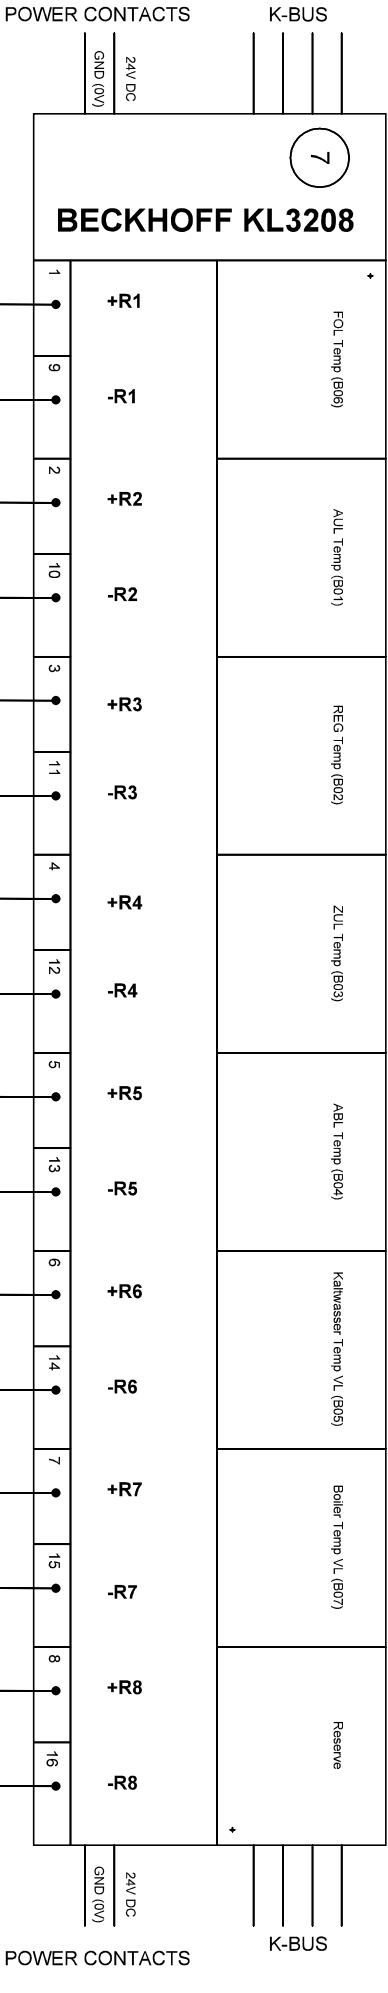 POWER CONTACTS K-BUS
GND (0V) 24V DC
7
BECKHOFF KL3208
1 +R1 FOL Temp (B06)
9 -R1
2 +R2 AUL Temp (B01)
10 -R2
3 +R3 REG Temp (B02)
11 -R3
4 +R4 ZUL Temp (B03)
12 -R4
5 +R5 ABL Temp (B04)
13 -R5
6 +R6 Kaltwasser Temp VL (B05)
14 -R6
7 +R7 Boiler Temp VL (B07)
15 -R7
8 +R8 Reserve
16 -R8
GND (0V) 24V DC
POWER CONTACTS K-BUS